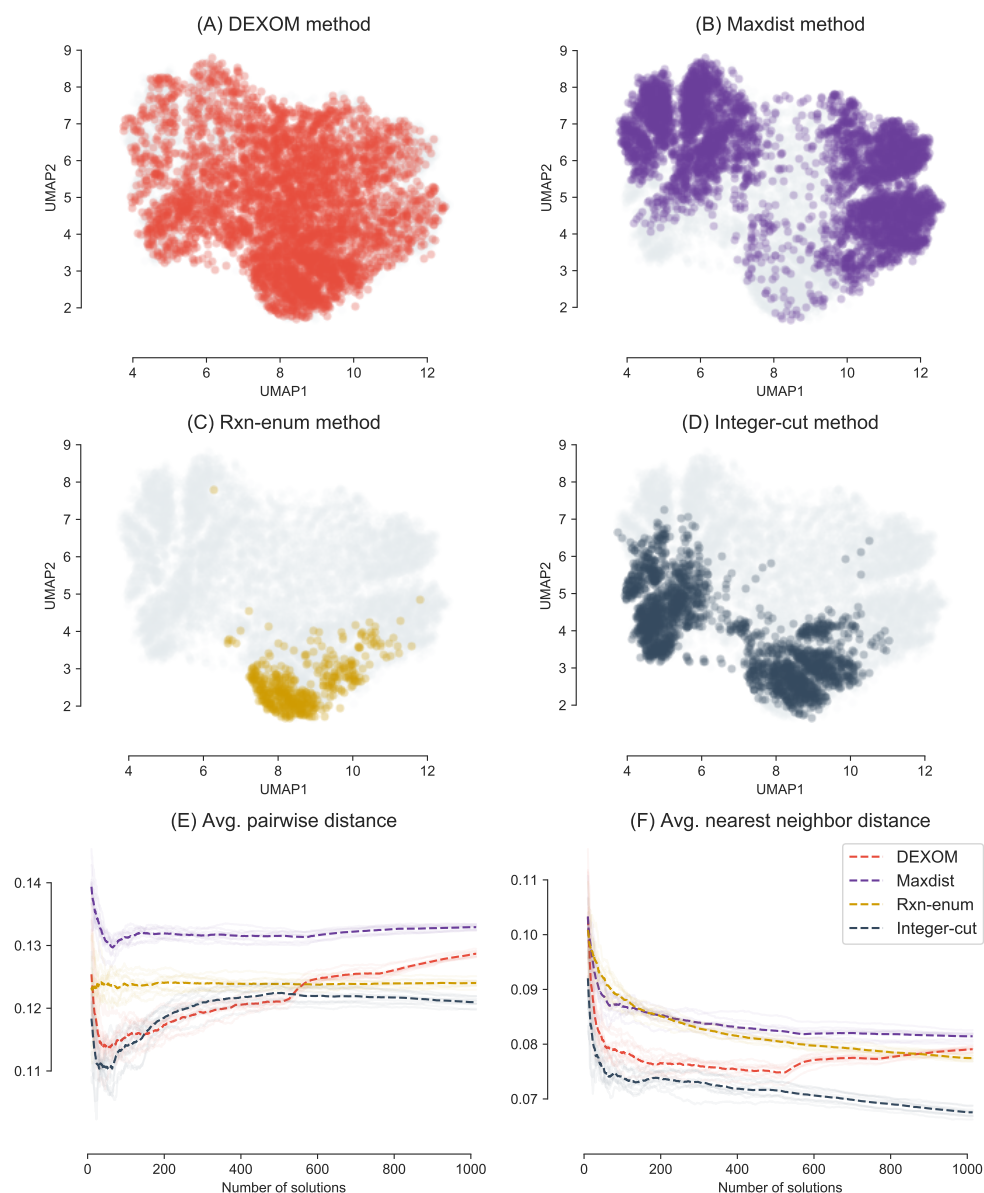 (A) DEXOM method
9
8
7
6
5
4
3
2
UMAP2
4 6 8 10 12
UMAP1
(B) Maxdist method
9
8
7
6
5
4
3
2
UMAP2
4 6 8 10 12
UMAP1
(C) Rxn-enum method
9
8
7
6
5
4
3
2
UMAP2
4 6 8 10 12
UMAP1
(D) Integer-cut method
9
8
7
6
5
4
3
2
UMAP2
4 6 8 10 12
UMAP1
(E) Avg. pairwise distance
0.14
0.13
0.12
0.11
0 200 400 600 800 1000
Number of solutions
(F) Avg. nearest neighbor distance
DEXOM
Maxdist
Rxn-enum
Integer-cut
0.11
0.10
0.09
0.08
0.07
0 200 400 600 800 1000
Number of solutions